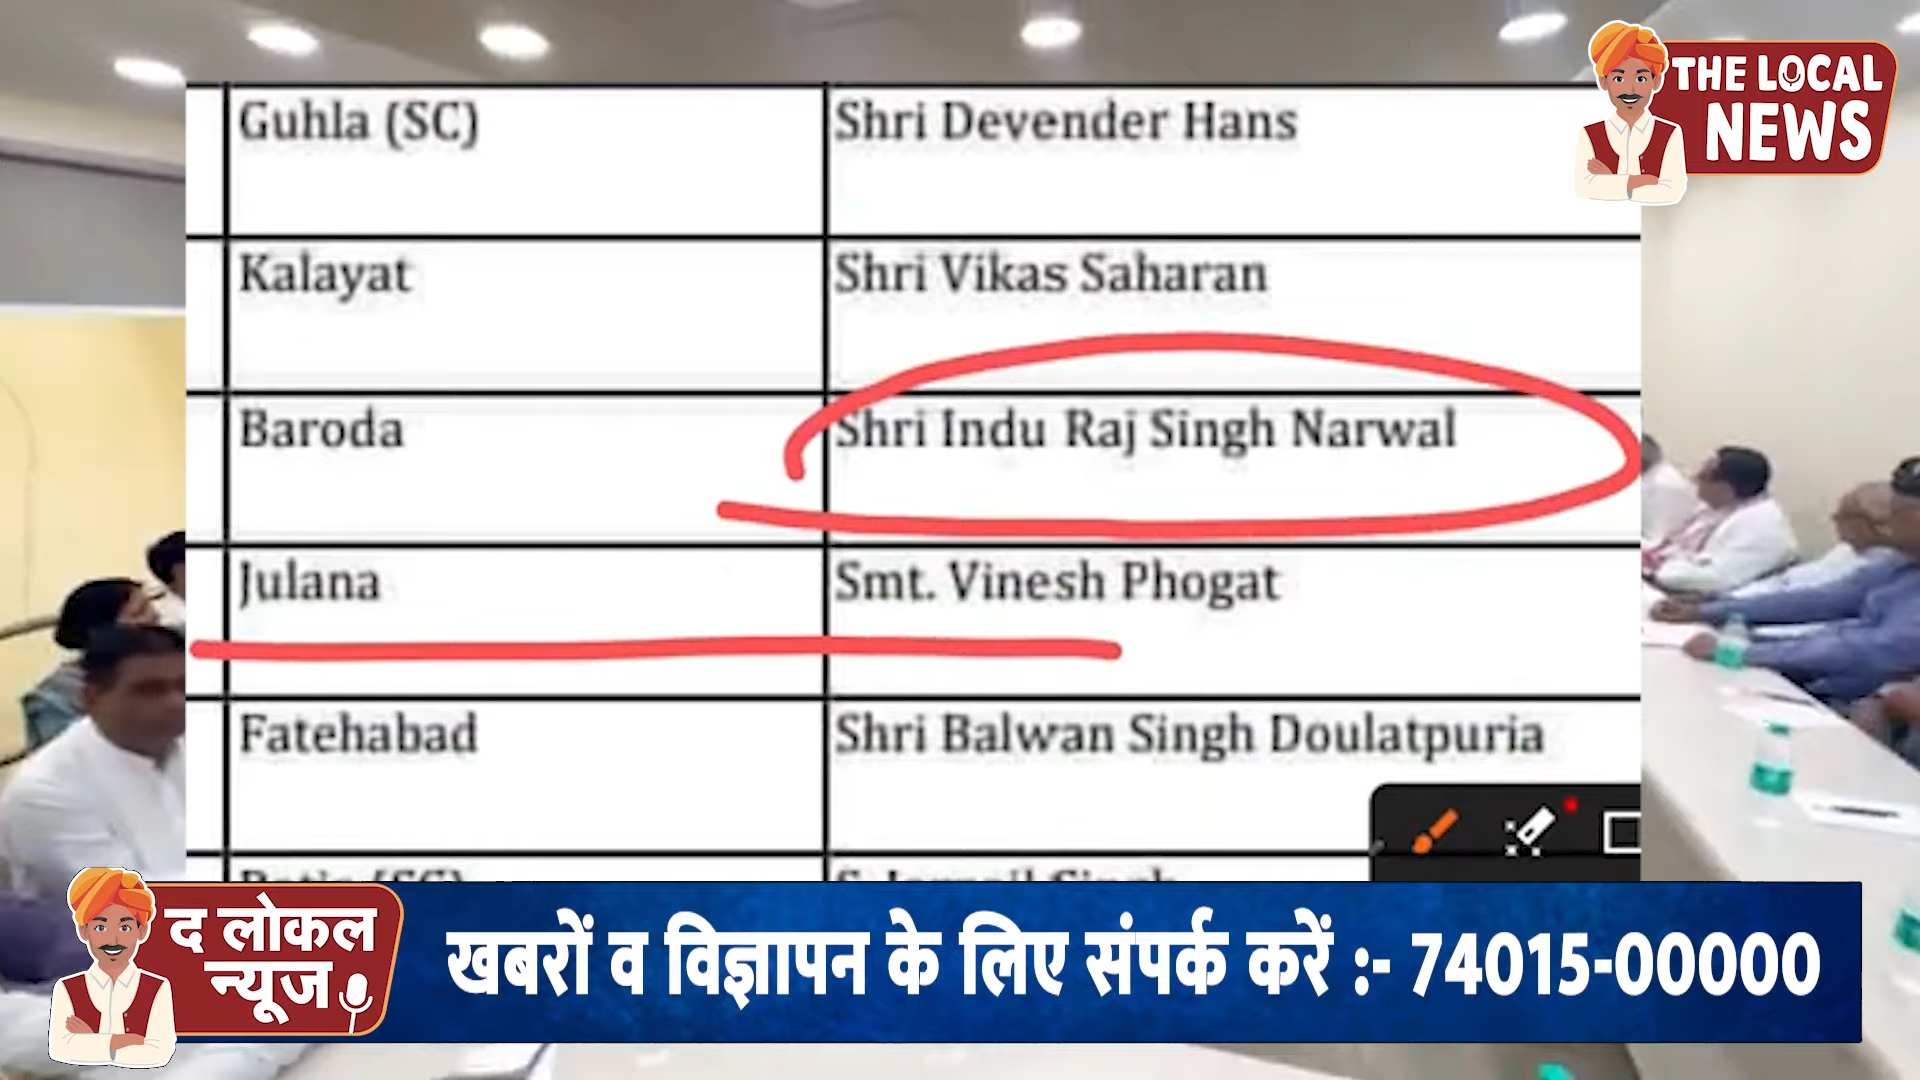 THE LOCAL
NEWS
Guhla (SC) Shri Devender Hans
Kalayat Shri Vikas Saharan
Baroda Shri Indu Raj Singh Narwal
Julana Smt. Vinesh Phogat
Fatehabad Shri Balwan Singh Doulatpuria
द लोकल
न्यूज
खबरों व विज्ञापन के लिए संपर्क करें :- 74015-00000